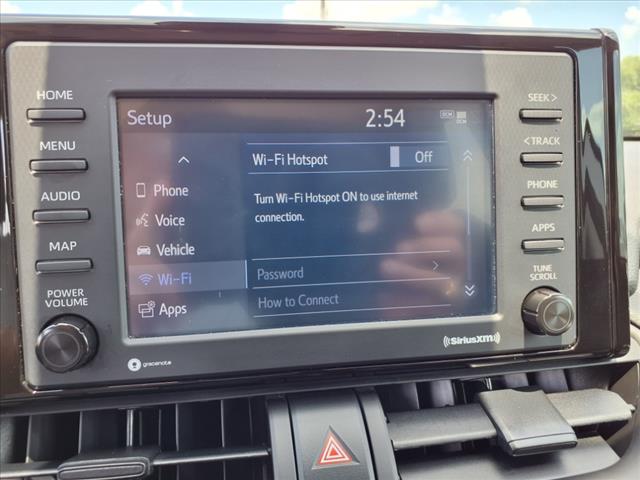 HOME
MENU
AUDIO
MAP
POWER
VOLUME
Setup
2:54
DCM
DCM
Phone
Voice
Vehicle
Wi-Fi
Apps
Wi-Fi Hotspot
Off
Turn Wi-Fi Hotspot ON to use internet
connection.
Password
How to Connect
SEEK >
< TRACK
PHONE
APPS
TUNE
SCROLL
gracenote
SiriusXM